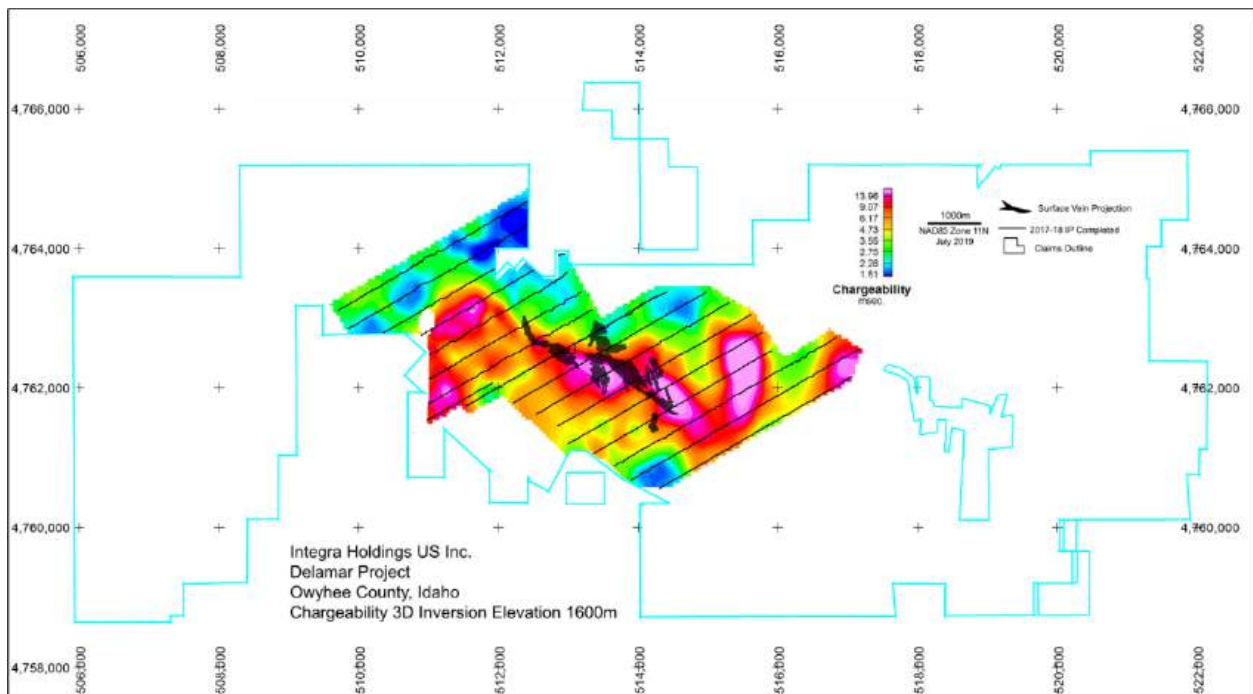 506,000 508,000 510,000 512,000 514,000 516,000 518,000 520,000 522,000
4,766,000 4,766,000
13.96
9.07
6.17
4.73
3.55
2.75
2.28
1.81
Chargeability
msec.
1000m
NAD83 Zone 11N
July 2019
Surface Vein Projection
2017-18 IP Completed
Claims Outline
4,764,000 4,764,000
4,762,000 4,762,000
4,760,000 4,760,000
Integra Holdings US Inc.
Delamar Project
Owyhee County, Idaho
Chargeability 3D Inversion Elevation 1600m
4,758,000
506,000 508,000 510,000 512,000 514,000 516,000 518,000 520,000 522,000